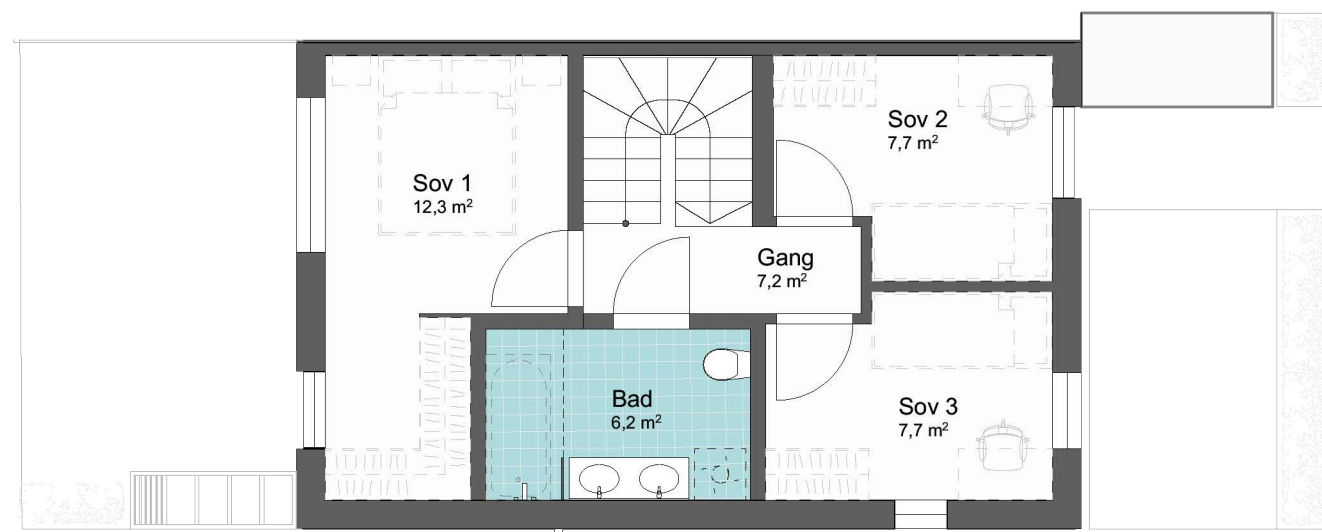 Sov 1
12,3 m²
Sov 2
7,7 m²
Gang
7,2 m²
Bad
6,2 m²
Sov 3
7,7 m²